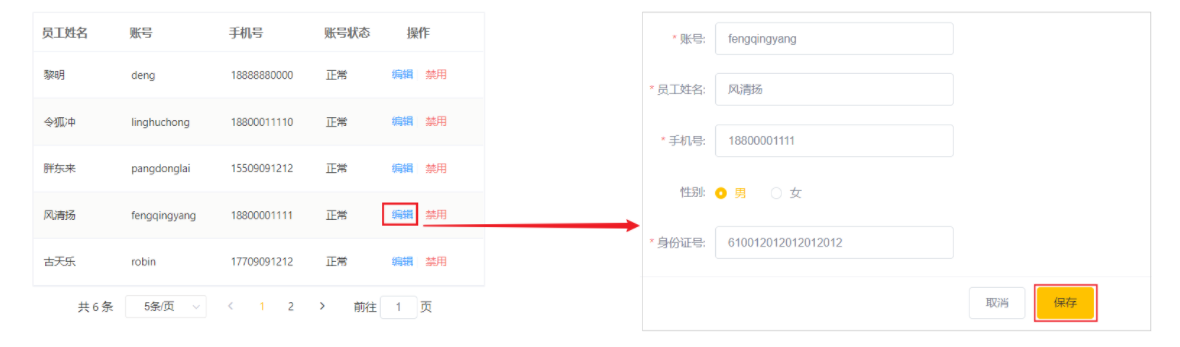 员工姓名 账号 手机号 账号状态 操作
黎明 deng 18888880000 正常 编辑 禁用
令狐冲 linghuchong 18800011110 正常 编辑 禁用
胖东来 pangdonglai 15509091212 正常 编辑 禁用
风清扬 fengqingyang 18800001111 正常 编辑 禁用
古天乐 robin 17709091212 正常 编辑 禁用
共 6 条 5条/页 < 1 2 > 前往 1 页
* 账号: fengqingyang
* 员工姓名: 风清扬
* 手机号: 18800001111
性别: 男 女
* 身份证号: 610012012012012012
取消 保存